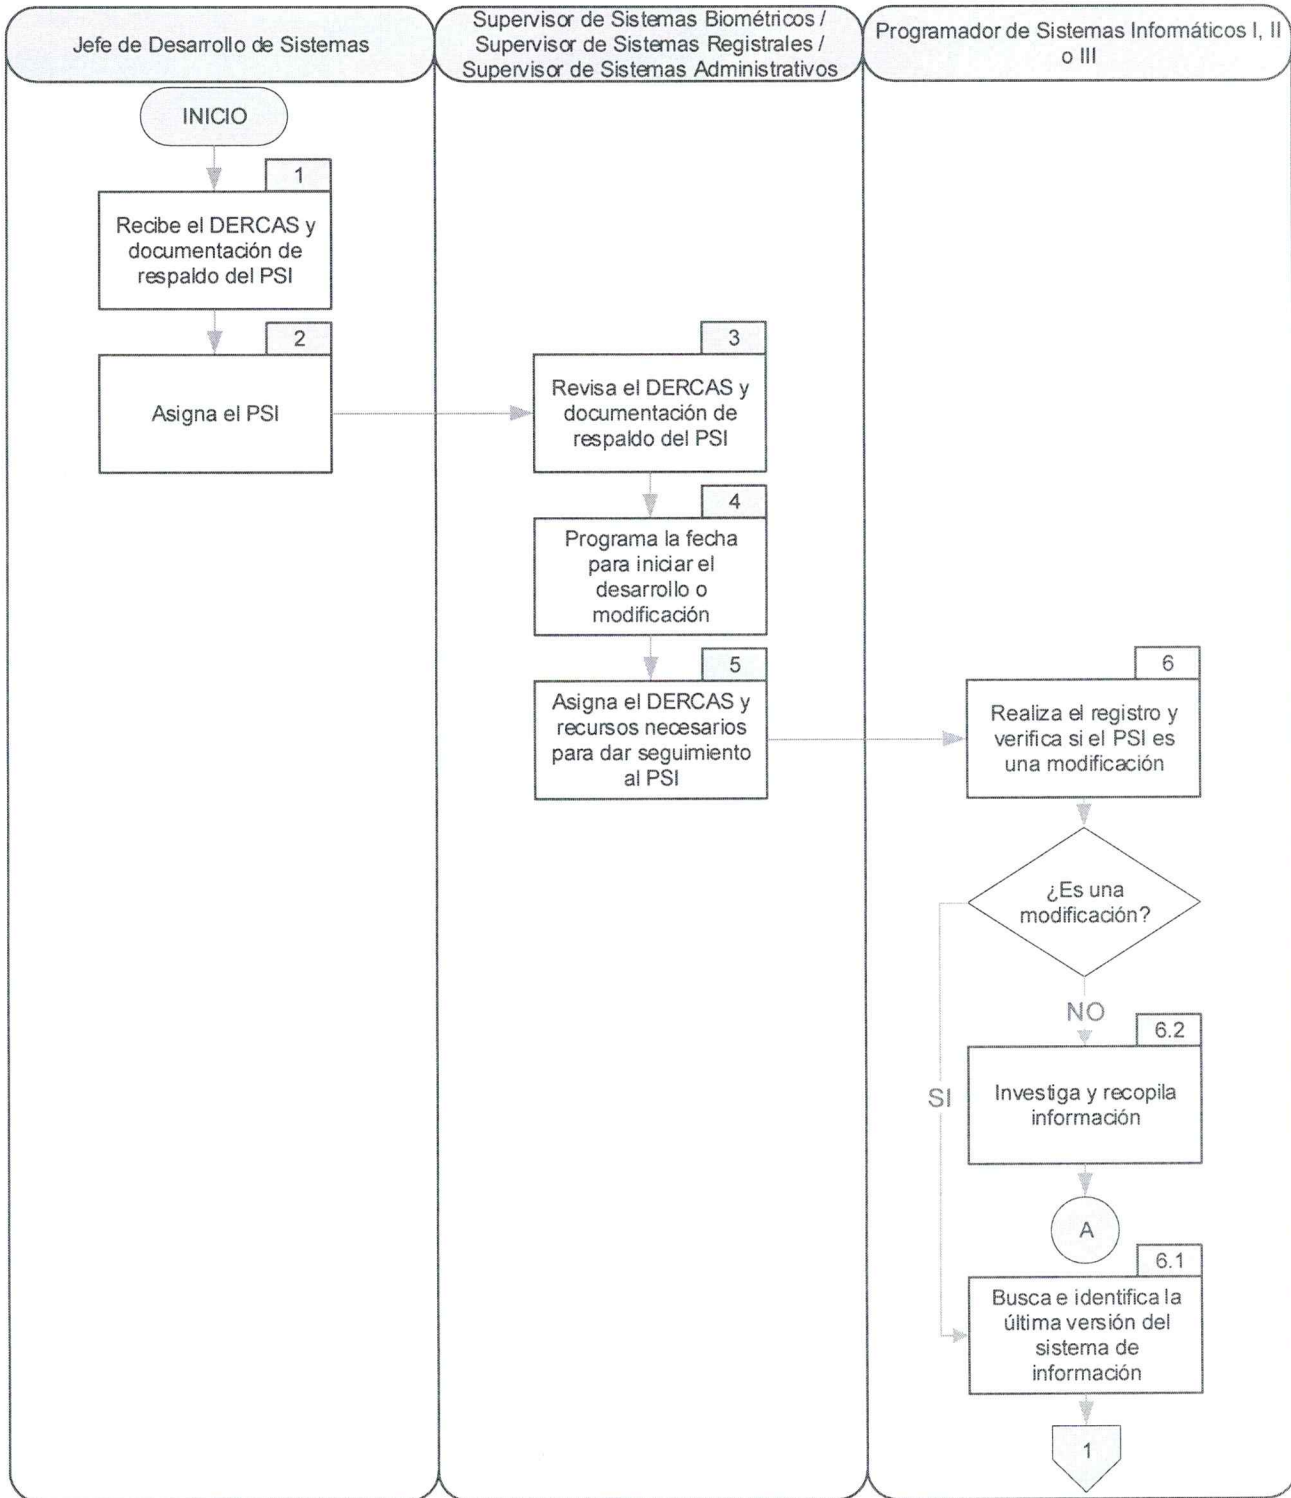 Jefe de Desarrollo de Sistemas
Supervisor de Sistemas Biométricos /
Supervisor de Sistemas Registrales /
Supervisor de Sistemas Administrativos
Programador de Sistemas Informáticos I, II
o III
INICIO
1
Recibe el DERCAS y
documentación de
respaldo del PSI
2
Asigna el PSI
3
Revisa el DERCAS y
documentación de
respaldo del PSI
4
Programa la fecha
para iniciar el
desarrollo o
modificación
5
Asigna el DERCAS y
recursos necesarios
para dar seguimiento
al PSI
6
Realiza el registro y
verifica si el PSI es
una modificación
¿Es una
modificación?
NO
SI
6.2
Investiga y recopila
información
A
6.1
Busca e identifica la
última versión del
sistema de
información
1